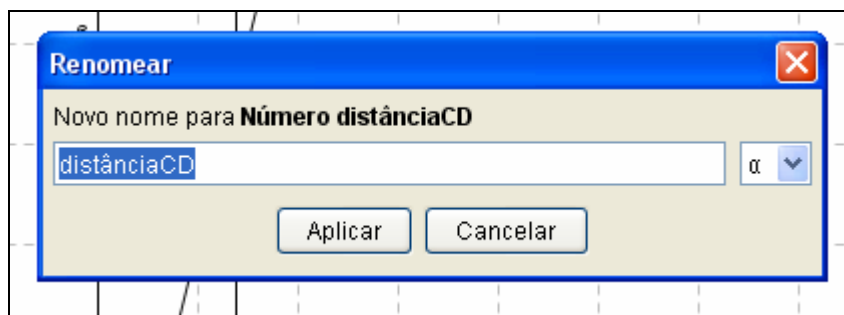 Renomear
Novo nome para Número distânciaCD
distânciaCD α
Aplicar Cancelar